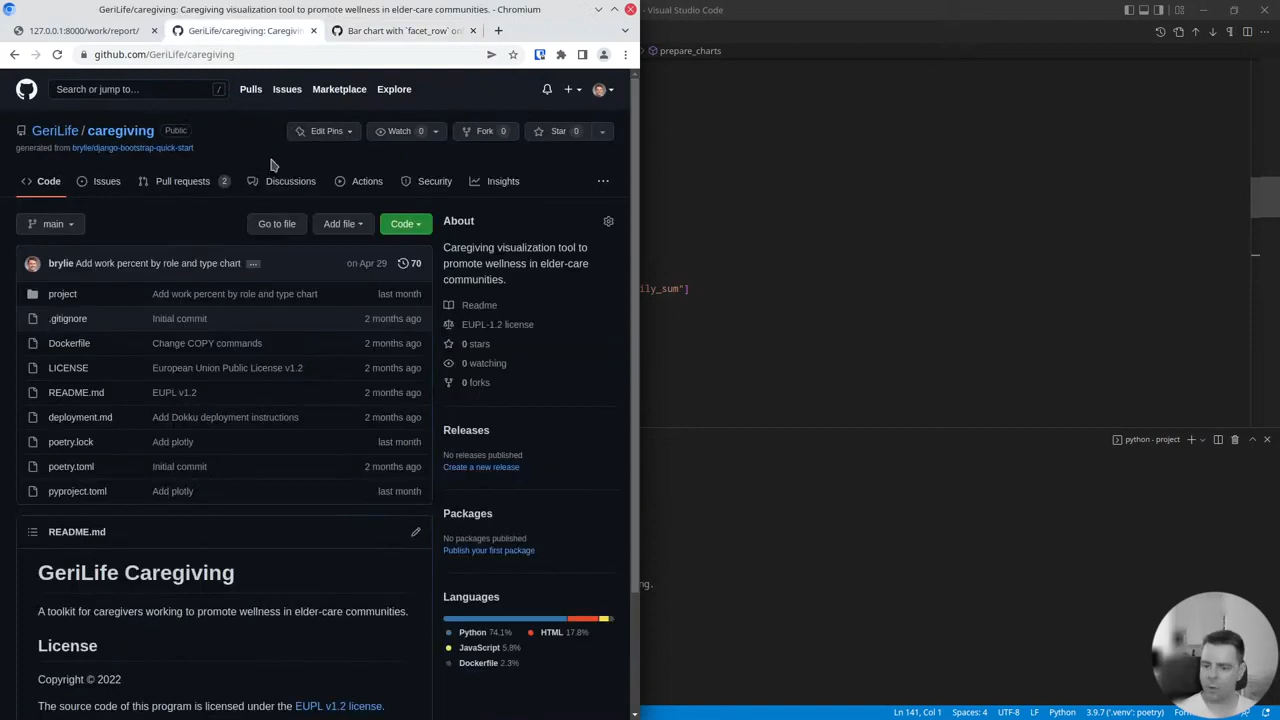 GeriLife/caregiving: Caregiving visualization tool to promote wellness in elder-care communities. - Chromium
127.0.0.1:8000/work/report/
GeriLife/caregiving: Caregivin
Bar chart with `facet_row` on
github.com/GeriLife/caregiving
Search or jump to…
/
Pulls
Issues
Marketplace
Explore
GeriLife / caregiving
Public
Edit Pins
Watch 0
Fork 0
Star 0
generated from brylie/django-bootstrap-quick-start
Code
Issues
Pull requests 2
Discussions
Actions
Security
Insights
main
Go to file
Add file
Code
brylie Add work percent by role and type chart
on Apr 29
70
project
Add work percent by role and type chart
last month
.gitignore
Initial commit
2 months ago
Dockerfile
Change COPY commands
2 months ago
LICENSE
European Union Public License v1.2
2 months ago
README.md
EUPL v1.2
2 months ago
deployment.md
Add Dokku deployment instructions
2 months ago
poetry.lock
Add plotly
last month
poetry.toml
Initial commit
2 months ago
pyproject.toml
Add plotly
last month
README.md
GeriLife Caregiving
A toolkit for caregivers working to promote wellness in elder-care communities.
License
Copyright © 2022
The source code of this program is licensed under the EUPL v1.2 license.
About
Caregiving visualization tool to
promote wellness in elder-care
communities.
Readme
EUPL-1.2 license
0 stars
0 watching
0 forks
Releases
No releases published
Create a new release
Packages
No packages published
Publish your first package
Languages
Python 74.1%
HTML 17.8%
JavaScript 5.8%
Dockerfile 2.3%
- Visual Studio Code
prepare_charts
ily_sum"]
python - project
ng.
Ln 141, Col 1
Spaces: 4
UTF-8
LF
Python
3.9.7 ('.venv': poetry)